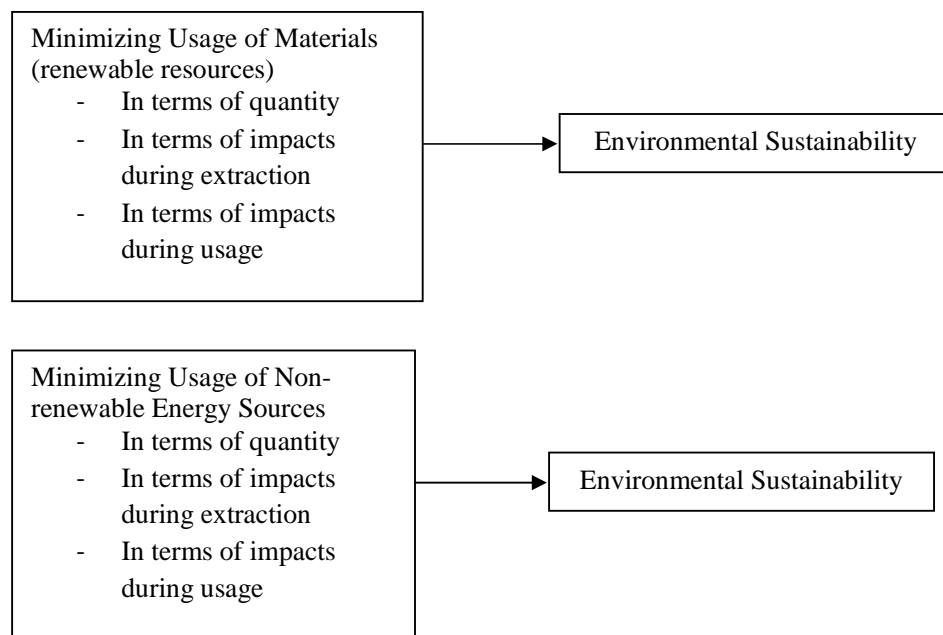 Minimizing Usage of Materials
(renewable resources)
- In terms of quantity
- In terms of impacts
during extraction
- In terms of impacts
during usage
Environmental Sustainability
Minimizing Usage of Non-
renewable Energy Sources
- In terms of quantity
- In terms of impacts
during extraction
- In terms of impacts
during usage
Environmental Sustainability